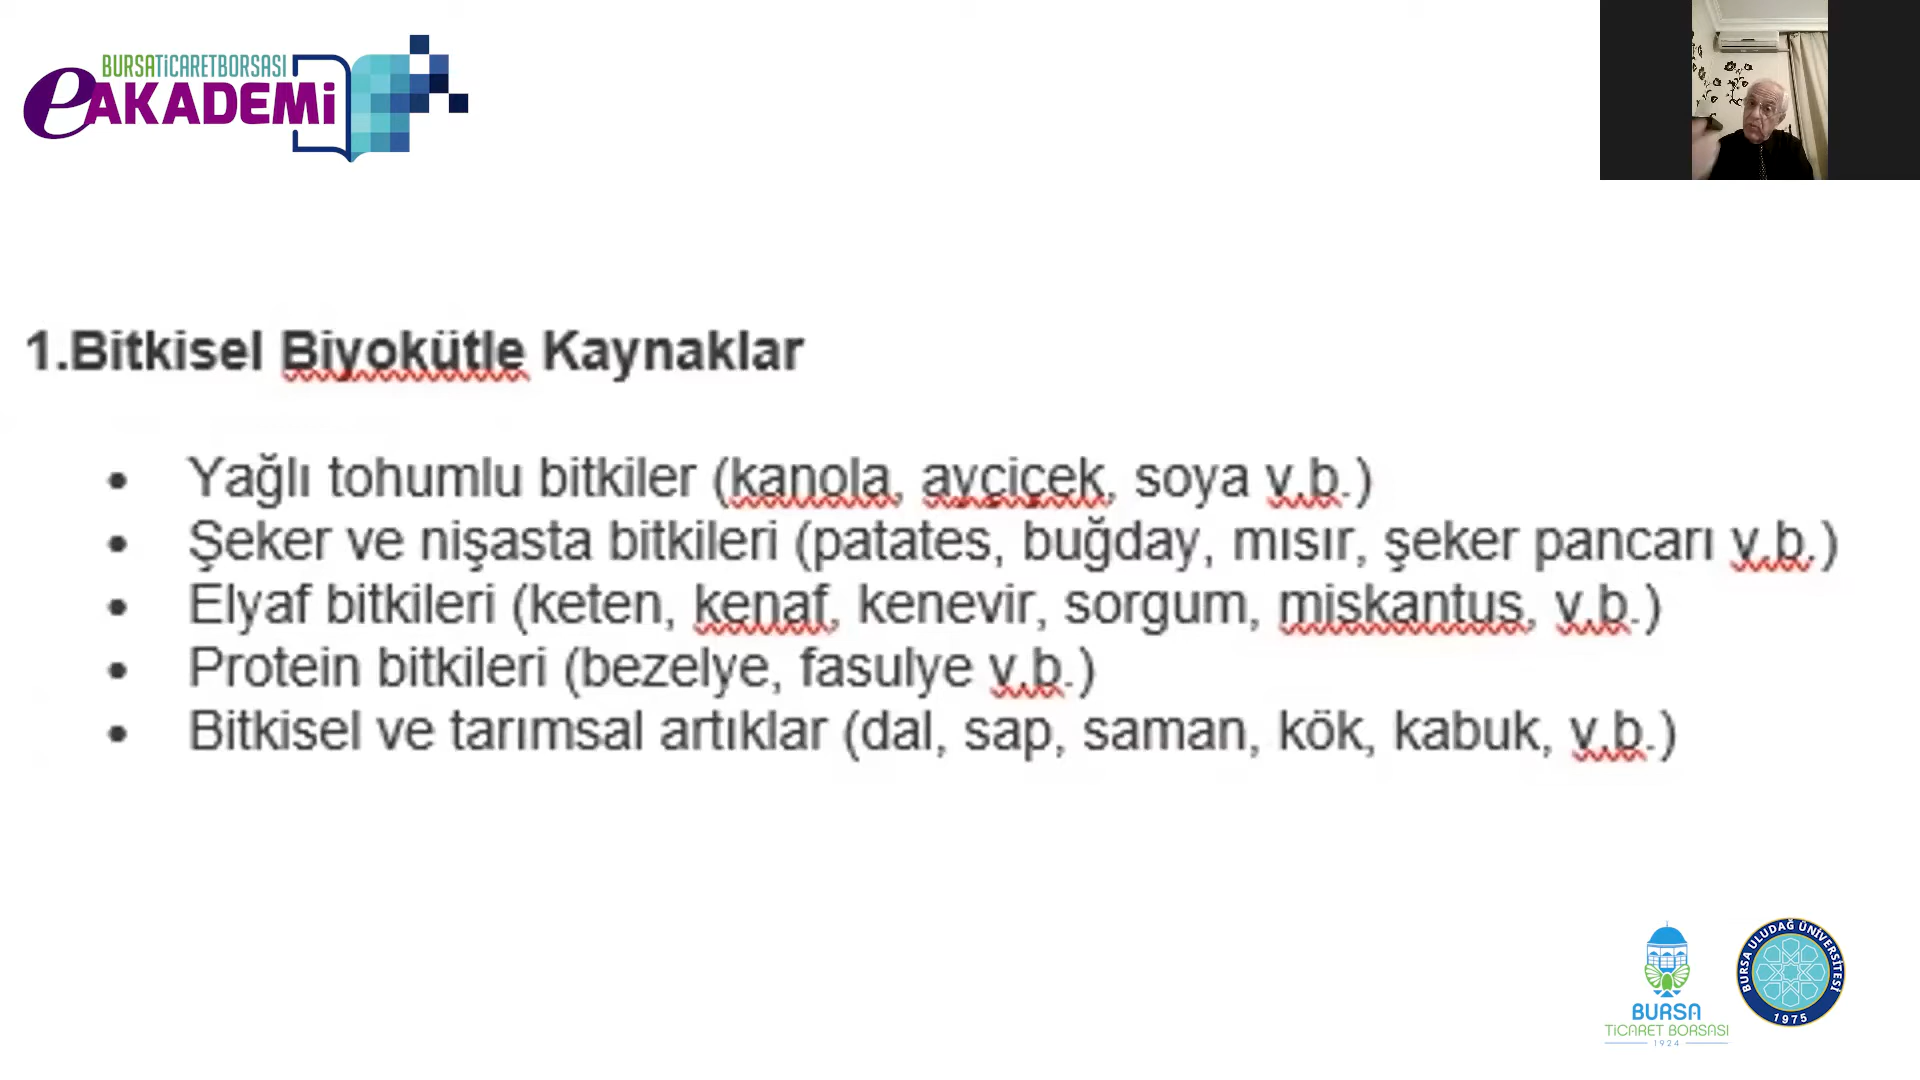 BURSATİCARETBORSASI
eAKADEMİ
1.Bitkisel Biyokütle Kaynaklar
• Yağlı tohumlu bitkiler (kanola, ayçiçek, soya v.b.)
• Şeker ve nişasta bitkileri (patates, buğday, mısır, şeker pancarı v.b.)
• Elyaf bitkileri (keten, kenaf, kenevir, sorgum, miskantus, v.b.)
• Protein bitkileri (bezelye, fasulye v.b.)
• Bitkisel ve tarımsal artıklar (dal, sap, saman, kök, kabuk, v.b.)
BURSA
TİCARET BORSASI
1924
BURSA ULUDAĞ ÜNİVERSİTESİ
1975